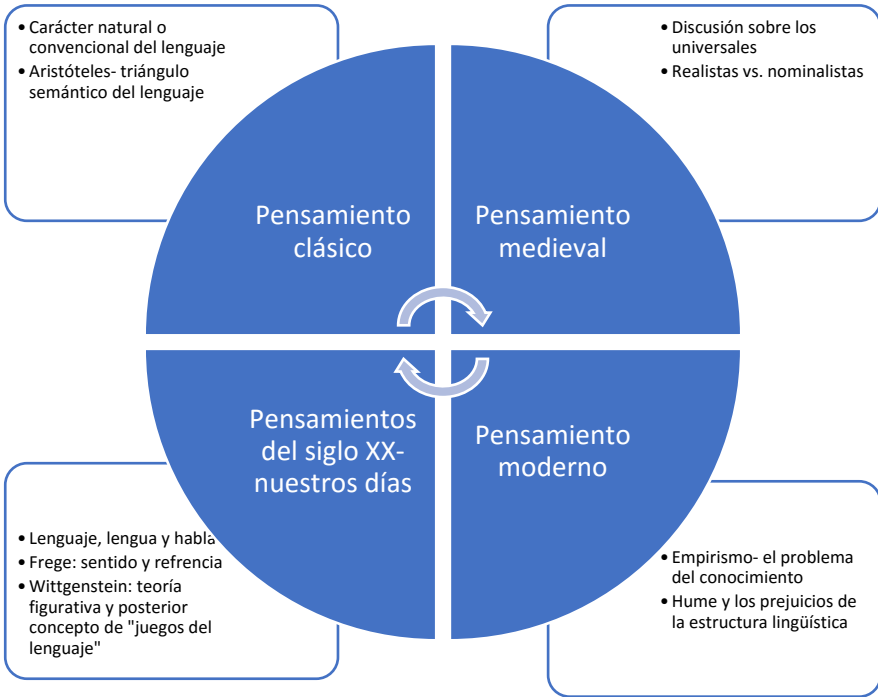 • Carácter natural o
convencional del lenguaje
• Aristóteles- triángulo
semántico del lenguaje
• Discusión sobre los
universales
• Realistas vs. nominalistas
Pensamiento
clásico
Pensamiento
medieval
Pensamientos
del siglo XX-
nuestros días
Pensamiento
moderno
• Lenguaje, lengua y habla
• Frege: sentido y refrencia
• Wittgenstein: teoría
figurativa y posterior
concepto de "juegos del
lenguaje"
• Empirismo- el problema
del conocimiento
• Hume y los prejuicios de
la estructura lingüística